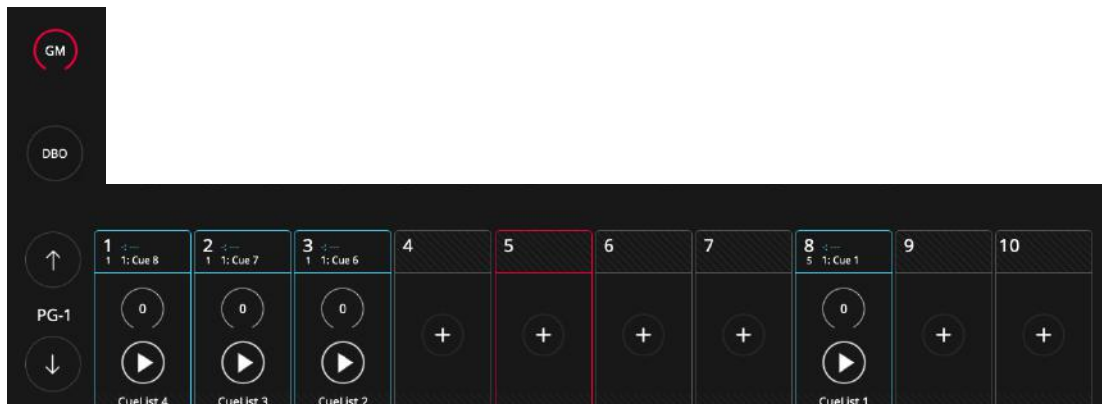 GM
DBO
1 -:--
1 1: Cue 8
2 -:--
1 1: Cue 7
3 -:--
1 1: Cue 6
4
5
6
7
8 -:--
5 1: Cue 1
9
10
PG-1
0
0
0
0
+
+
+
+
+
+
CueList 4
CueList 3
CueList 2
CueList 1